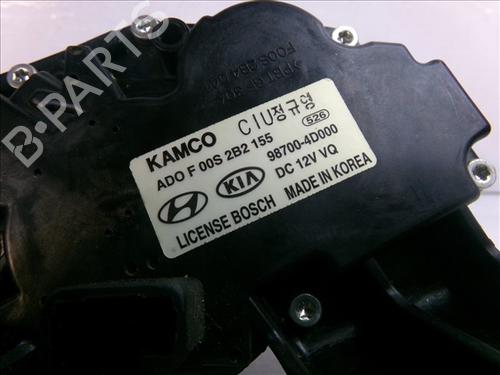 KAMCO CIU정규영
ADO F 00S 2B2 155 526
98700-4D000
KIA DC 12V VQ
LICENSE BOSCH MADE IN KOREA
B PARTS